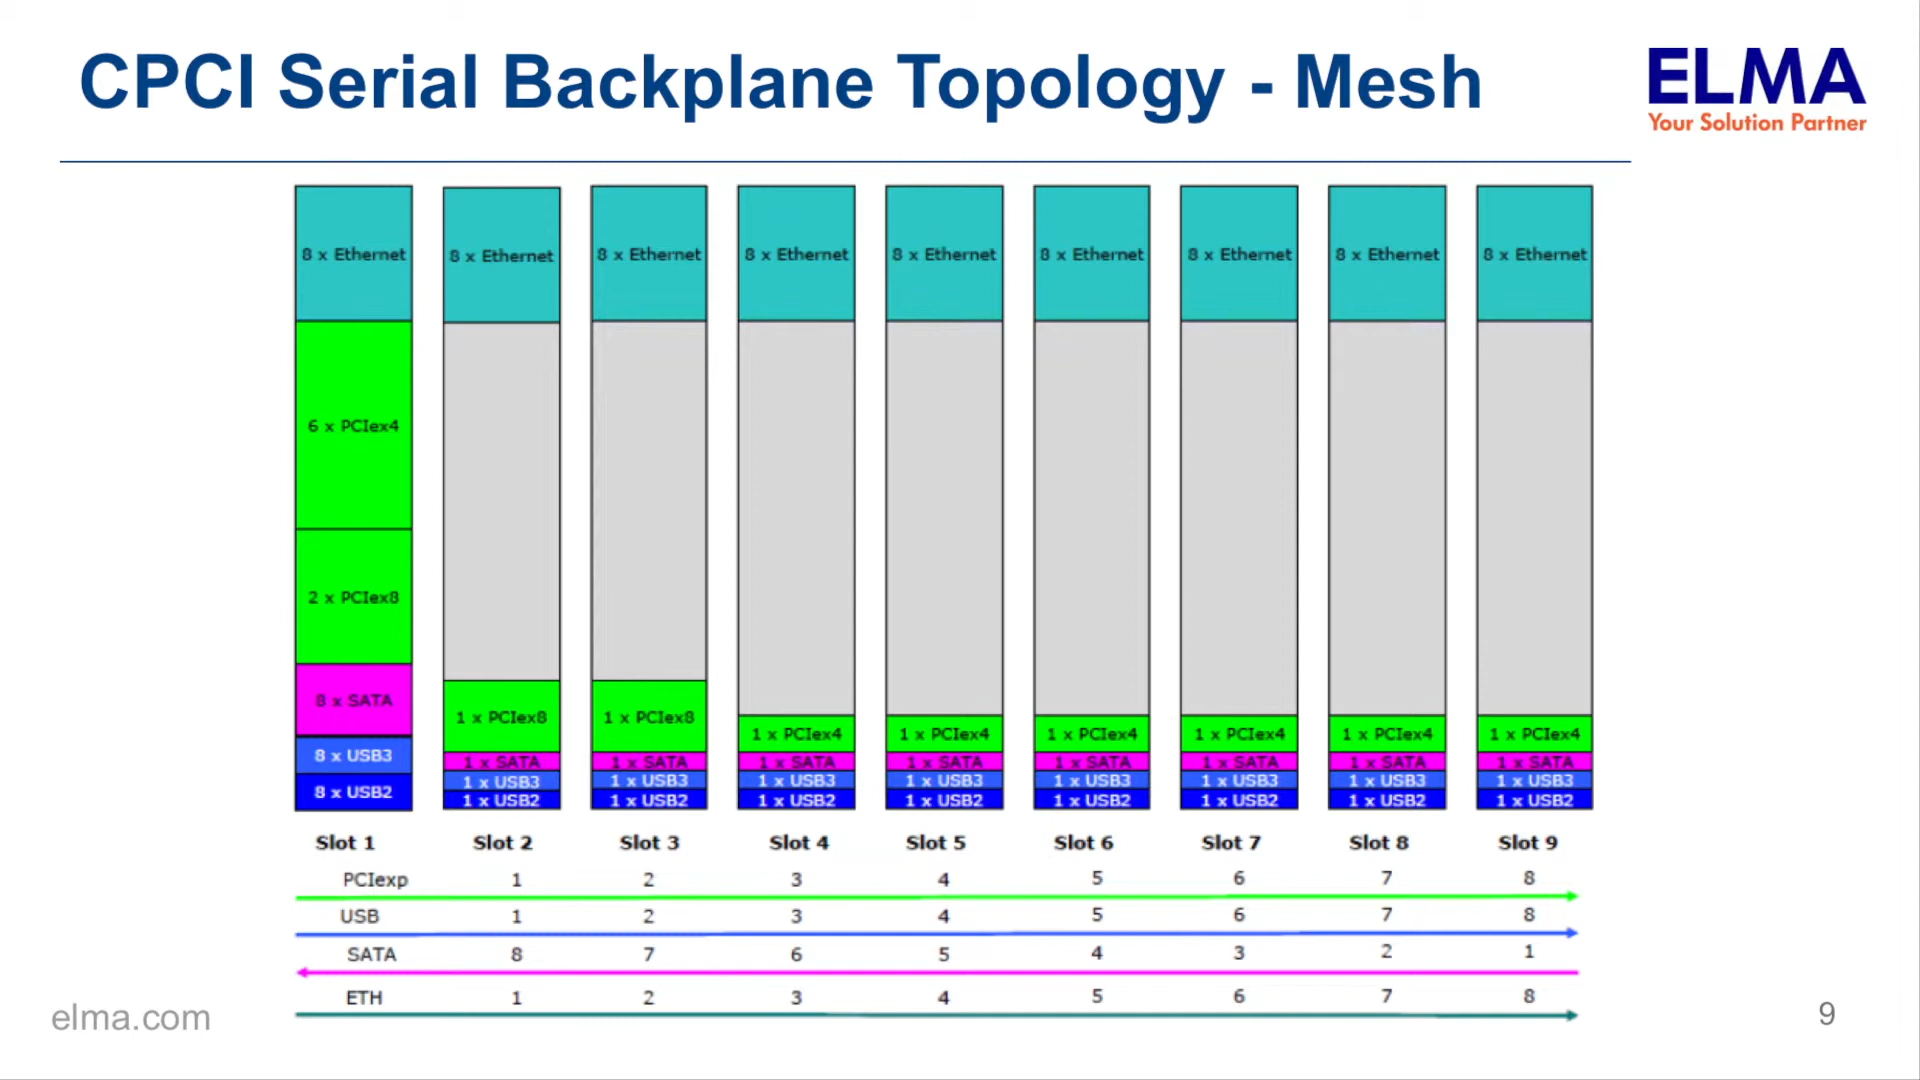 CPCI Serial Backplane Topology - Mesh
ELMA
Your Solution Partner
8 x Ethernet 8 x Ethernet 8 x Ethernet 8 x Ethernet 8 x Ethernet 8 x Ethernet 8 x Ethernet 8 x Ethernet 8 x Ethernet
6 x PCIex4
2 x PCIex8
8 x SATA
8 x USB3
8 x USB2
1 x PCIex8 1 x PCIex8 1 x PCIex4 1 x PCIex4 1 x PCIex4 1 x PCIex4 1 x PCIex4 1 x PCIex4
1 x SATA 1 x SATA 1 x SATA 1 x SATA 1 x SATA 1 x SATA 1 x SATA 1 x SATA
1 x USB3 1 x USB3 1 x USB3 1 x USB3 1 x USB3 1 x USB3 1 x USB3 1 x USB3
1 x USB2 1 x USB2 1 x USB2 1 x USB2 1 x USB2 1 x USB2 1 x USB2 1 x USB2
Slot 1 Slot 2 Slot 3 Slot 4 Slot 5 Slot 6 Slot 7 Slot 8 Slot 9
PCIexp 1 2 3 4 5 6 7 8
USB 1 2 3 4 5 6 7 8
SATA 8 7 6 5 4 3 2 1
ETH 1 2 3 4 5 6 7 8
elma.com
9